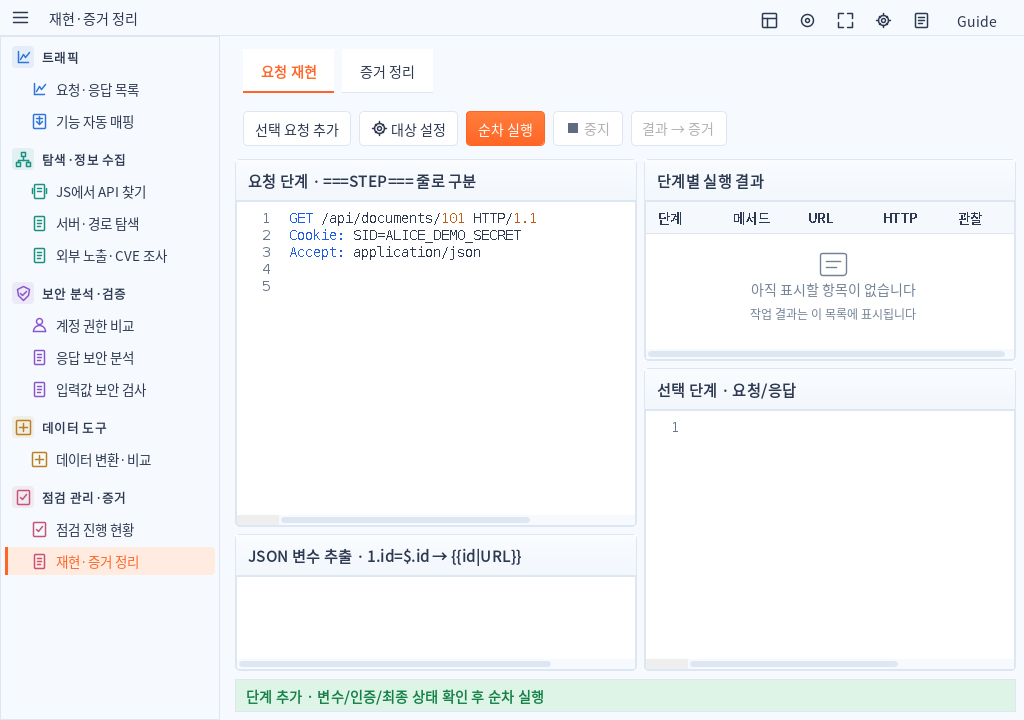 재현·증거 정리
Guide
트래픽
요청·응답 목록
기능 자동 매핑
탐색·정보 수집
JS에서 API 찾기
서버·경로 탐색
외부 노출·CVE 조사
보안 분석·검증
계정 권한 비교
응답 보안 분석
입력값 보안 검사
데이터 도구
데이터 변환·비교
점검 관리·증거
점검 진행 현황
재현·증거 정리
요청 재현 증거 정리
선택 요청 추가 대상 설정 순차 실행 중지 결과 → 증거
요청 단계 · ===STEP=== 줄로 구분
1 GET /api/documents/101 HTTP/1.1
2 Cookie: SID=ALICE_DEMO_SECRET
3 Accept: application/json
4
5
JSON 변수 추출 · 1.id=$.id → {{id|URL}}
단계별 실행 결과
단계 메서드 URL HTTP 관찰
아직 표시할 항목이 없습니다
작업 결과는 이 목록에 표시됩니다
선택 단계 · 요청/응답
1
단계 추가 · 변수/인증/최종 상태 확인 후 순차 실행